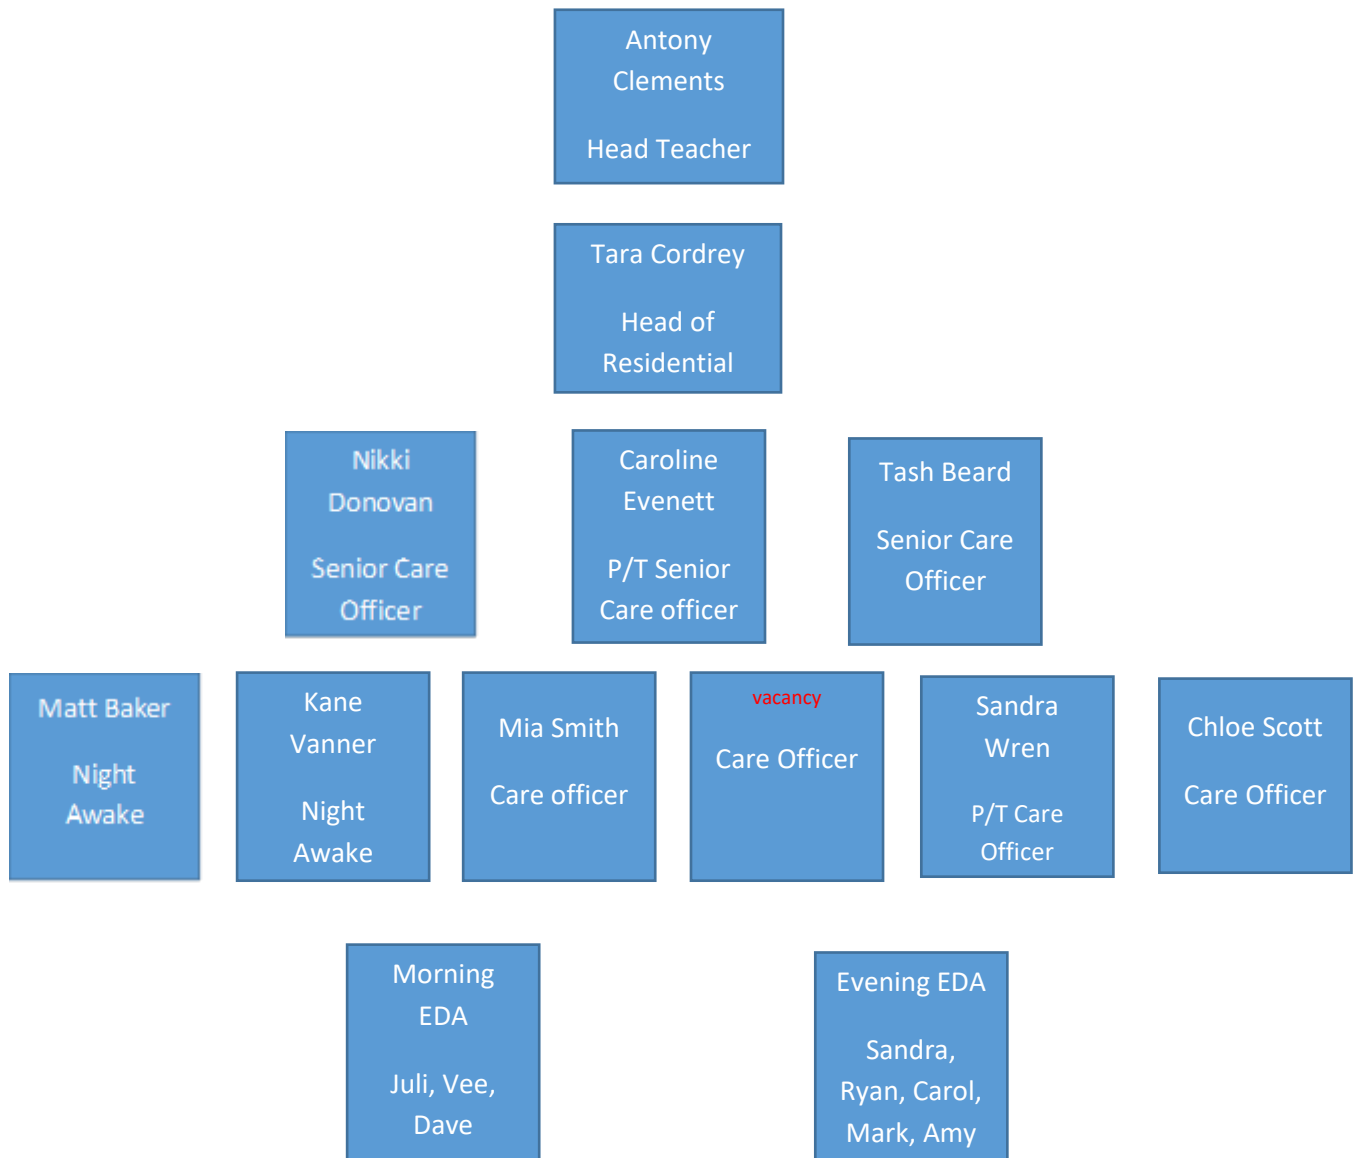 Antony
Clements
Head Teacher
Tara Cordrey
Head of
Residential
Nikki
Donovan
Senior Care
Officer
Caroline
Evenett
P/T Senior
Care officer
Tash Beard
Senior Care
Officer
Matt Baker
Night
Awake
Kane
Vanner
Night
Awake
Mia Smith
Care officer
vacancy
Care Officer
Sandra
Wren
P/T Care
Officer
Chloe Scott
Care Officer
Morning
EDA
Juli, Vee,
Dave
Evening EDA
Sandra,
Ryan, Carol,
Mark, Amy